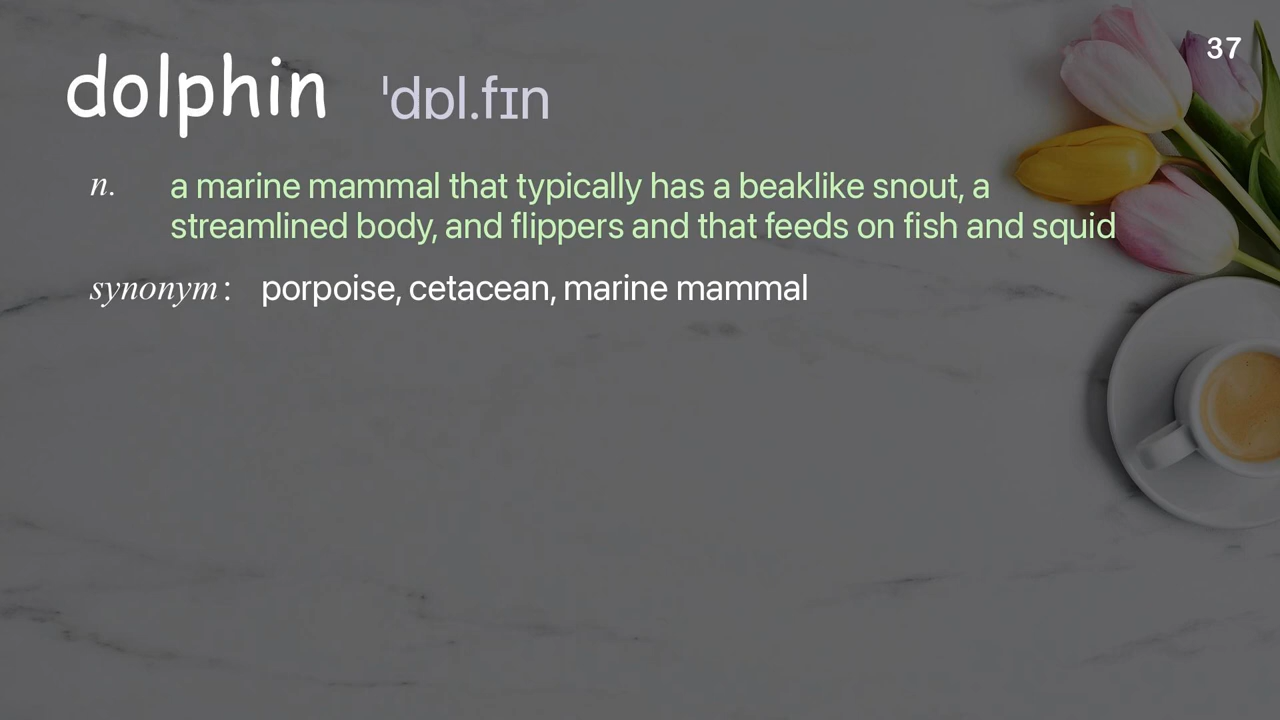 37
dolphin ˈdɒl.fɪn
n. a marine mammal that typically has a beaklike snout, a
streamlined body, and flippers and that feeds on fish and squid
synonym: porpoise, cetacean, marine mammal